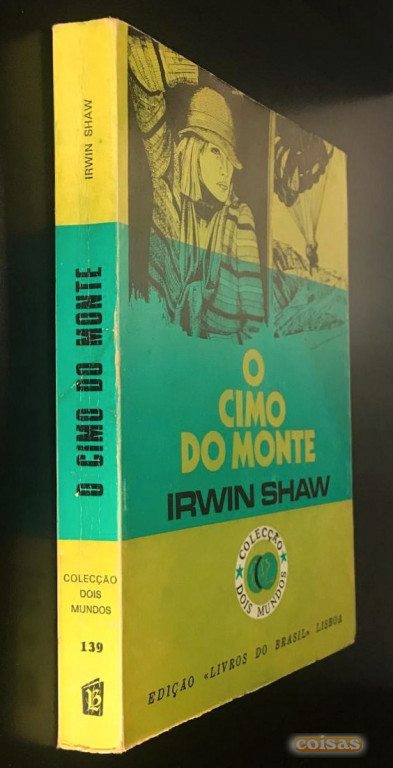 IRWIN SHAW
O CIMO DO MONTE
COLECÇÃO
DOIS
MUNDOS
139
O
CIMO
DO MONTE
IRWIN SHAW
COLECÇÃO
DOIS MUNDOS
EDIÇÃO «LIVROS DO BRASIL» LISBOA
coisas